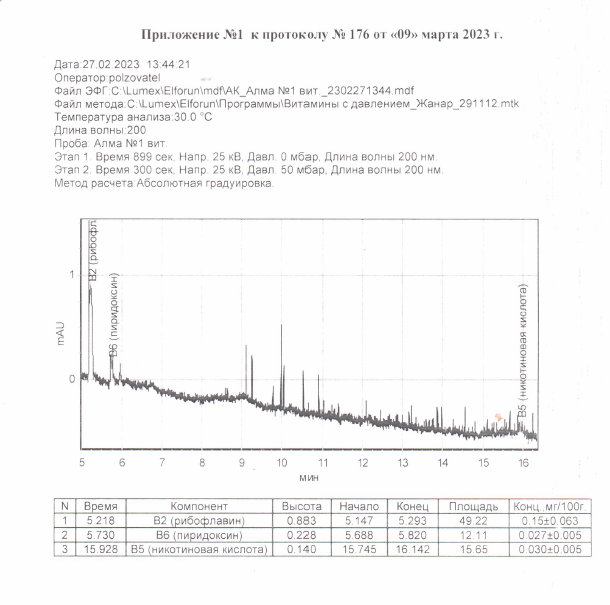 Приложение №1 к протоколу № 176 от «09» марта 2023 г.
Дата:27.02.2023 13:44:21
Оператор:polzovatel
Файл ЭФГ:C:\Lumex\Elforun\mdf\АК_Алма №1 вит._2302271344.mdf
Файл метода:C:\Lumex\Elforun\Программы\Витамины с давлением_Жанар_291112.mtk
Температура анализа:30.0 °C
Длина волны:200
Проба: Алма №1 вит.
Этап 1. Время 899 сек. Напр. 25 кВ, Давл. 0 мбар, Длина волны 200 нм.
Этап 2. Время 300 сек. Напр. 25 кВ, Давл. 50 мбар, Длина волны 200 нм.
Метод расчета:Абсолютная градуировка.
B2 (рибофл
B6 (пиридоксин)
B5 (никотиновая кислота)
mAU
1
0
5 6 7 8 9 10 11 12 13 14 15 16
мин
N Время Компонент Высота Начало Конец Площадь Конц.,мг/100г.
1 5.218 B2 (рибофлавин) 0.883 5.147 5.293 49.22 0.15±0.063
2 5.730 B6 (пиридоксин) 0.228 5.688 5.820 12.11 0.027±0.005
3 15.928 B5 (никотиновая кислота) 0.140 15.745 16.142 15.65 0.030±0.005